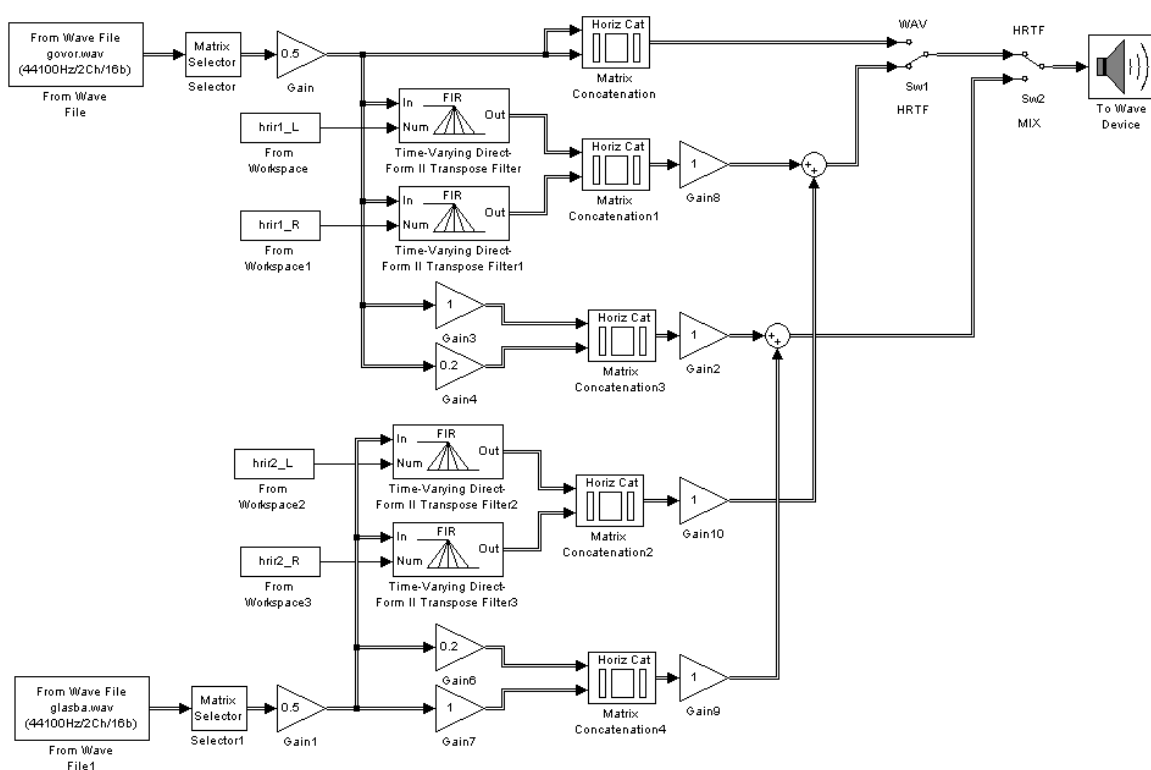 From Wave File
govor.wav
(44100Hz/2Ch/16b)
From Wave
File
Matrix
Selector
Selector
0.5
Gain
Horiz Cat
Matrix
Concatenation
WAV
Sw1
HRTF
HRTF
Sw2
MIX
To Wave
Device
hrir1_L
From
Workspace
In
Num
FIR
Out
Time-Varying Direct-
Form II Transpose Filter
Horiz Cat
Matrix
Concatenation1
1
Gain8
+
+
hrir1_R
From
Workspace1
In
Num
FIR
Out
Time-Varying Direct-
Form II Transpose Filter1
1
Gain3
0.2
Gain4
Horiz Cat
Matrix
Concatenation3
1
Gain2
+
+
hrir2_L
From
Workspace2
In
Num
FIR
Out
Time-Varying Direct-
Form II Transpose Filter2
Horiz Cat
Matrix
Concatenation2
1
Gain10
hrir2_R
From
Workspace3
In
Num
FIR
Out
Time-Varying Direct-
Form II Transpose Filter3
0.2
Gain6
1
Gain7
Horiz Cat
Matrix
Concatenation4
1
Gain9
From Wave File
glasba.wav
(44100Hz/2Ch/16b)
From Wave
File1
Matrix
Selector
Selector1
0.5
Gain1